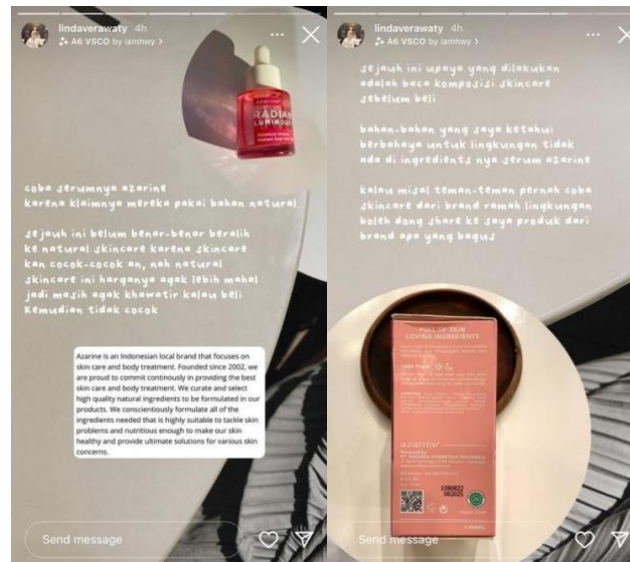 lindaverawaty 4h
A6 VSCO by iamhwy >
azarine
RADIAN
LUMINOUS
coba serumnya azarine
karena klaimnya mereka pakai bahan natural
sejauh ini belum benar-benar beralih
ke natural skincare karena skincare
kan cocok-cocok an, nah natural
skincare ini harganya agak lebih mahal
jadi masih agak khawatir kalau beli
kemudian tidak cocok
Azarine is an Indonesian local brand that focuses on
skin care and body treatment. Founded since 2002, we
are proud to commit continously in providing the best
skin care and body treatment. We curate and select
high quality natural ingredients to be formulated in our
products. We conscientiously formulate all of the
ingredients needed that is highly suitable to tackle skin
problems and nutritious enough to make our skin
healthy and provide ultimate solutions for various skin
concerns.
Send message
lindaverawaty 4h
A6 VSCO by iamhwy >
sejauh ini upaya yang dilakukan
adalah baca komposisi skincare
sebelum beli
bahan-bahan yang saya ketahui
berbahaya untuk lingkungan tidak
ada di ingredients nya serum azarine
kalau misal teman-teman pernah coba
skincare dari brand ramah lingkungan
boleh dong share ke saya produk dari
brand apa yang bagus
FULL OF SKIN
LOVING INGREDIENTS
azarine
082025
Send message